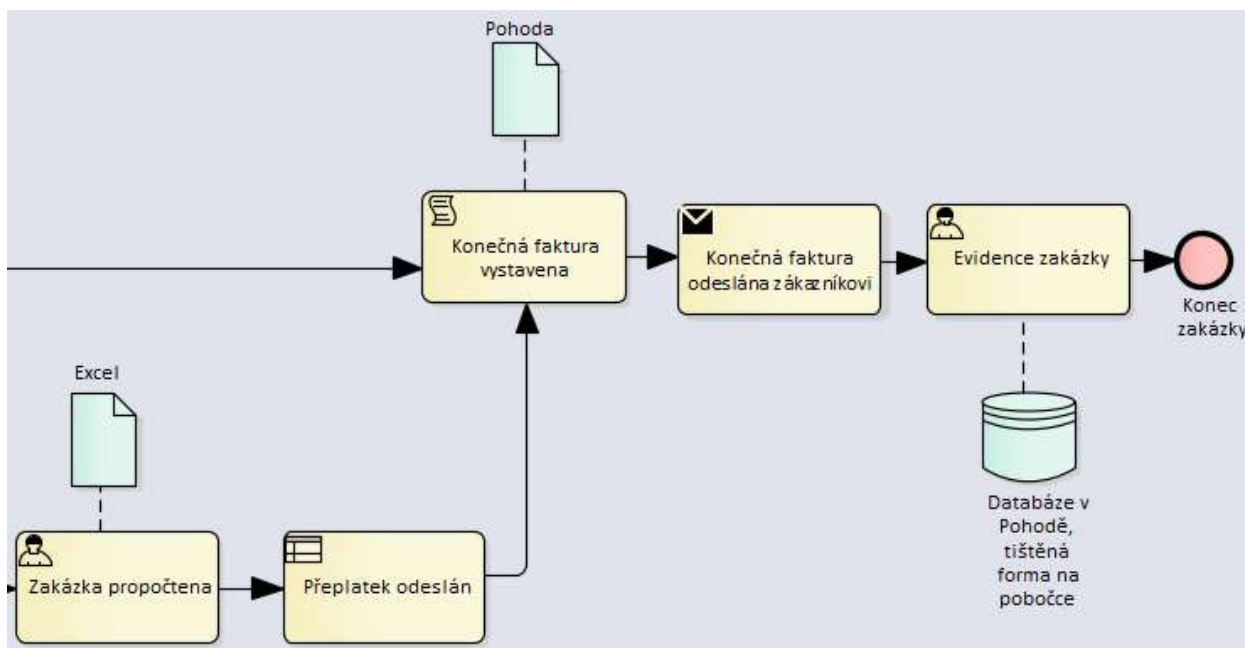 Pohoda
Konečná faktura
vystavena
Konečná faktura
odeslána zákazníkovi
Evidence zakázky
Konec
zakázky
Excel
Databáze v
Pohodě,
tištěná
forma na
pobočce
Zakázka propočtena
Přeplatek odeslán